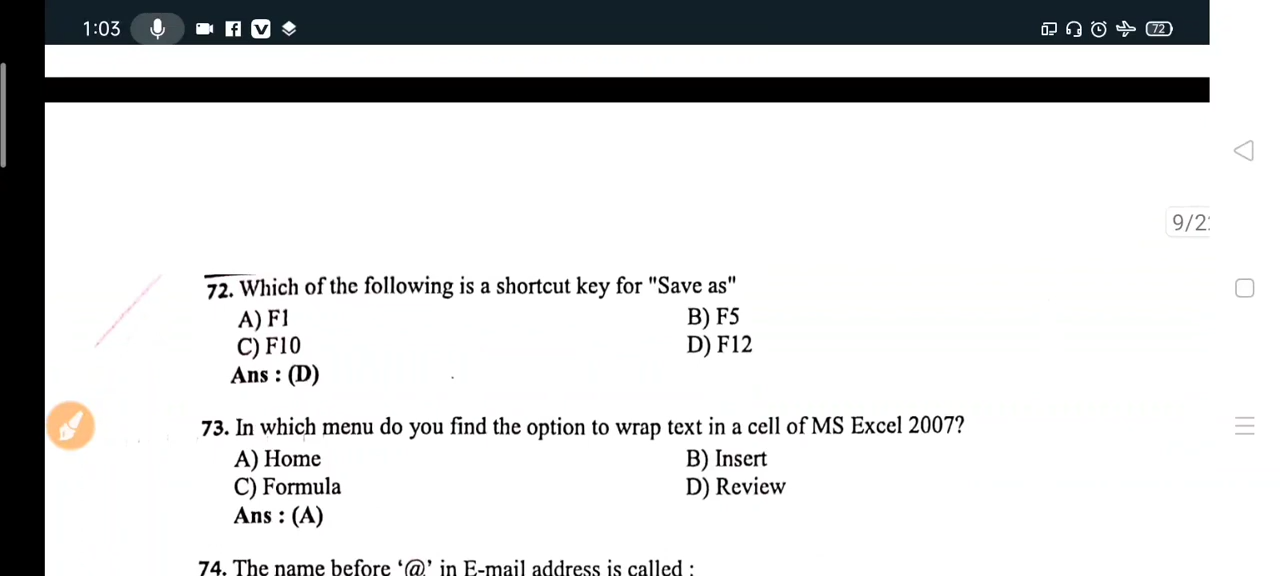 1:03
72
9/2
72. Which of the following is a shortcut key for "Save as"
A) F1
B) F5
C) F10
D) F12
Ans : (D)
73. In which menu do you find the option to wrap text in a cell of MS Excel 2007?
A) Home
B) Insert
C) Formula
D) Review
Ans : (A)
74. The name before ‘@’ in E-mail address is called :